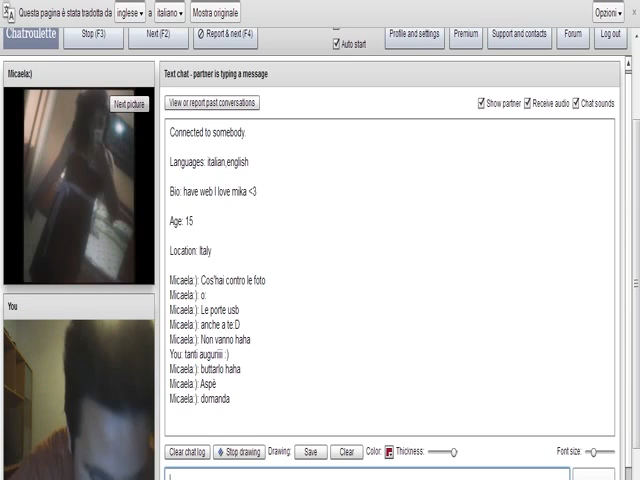 Questa pagina è stata tradotta da inglese a italiano Mostra originale Opzioni x
Chatroulette Stop (F3) Next (F2) Report & next (F4) Auto start Profile and settings Premium Support and contacts Forum Log out
Micaela:)
Text chat - partner is typing a message
Next picture
View or report past conversations
Show partner Receive audio Chat sounds
Connected to somebody.
Languages: italian,english
Bio: have web I love mika <3
Age: 15
Location: Italy
Micaela:): Cos'hai contro le foto
Micaela:): o:
Micaela:): Le porte usb
Micaela:): anche a te:D
Micaela:): Non vanno haha
You: tanti auguriiii :)
Micaela:): buttarlo haha
Micaela:): Aspè
Micaela:): domanda
You
Clear chat log Stop drawing Drawing: Save Clear Color: Thickness: Font size: